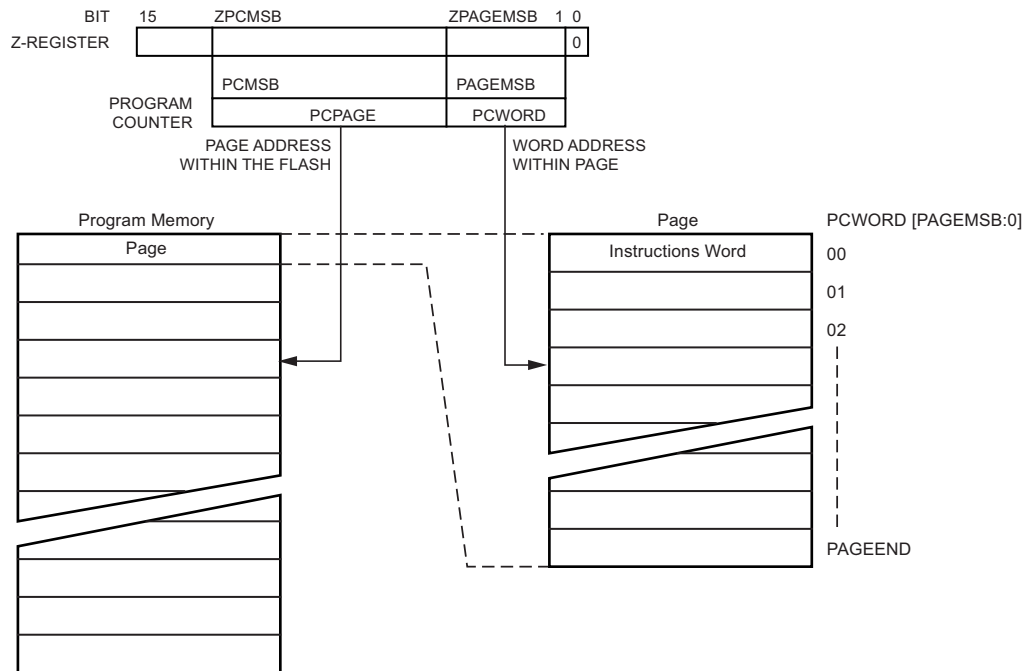 BIT 15 ZPCMSB ZPAGEMSB 1 0
Z-REGISTER 0
PCMSB PAGEMSB
PROGRAM
COUNTER
PCPAGE PCWORD
PAGE ADDRESS
WITHIN THE FLASH
WORD ADDRESS
WITHIN PAGE
Program Memory
Page
Page
PCWORD [PAGEMSB:0]
Instructions Word
00
01
02
PAGEEND